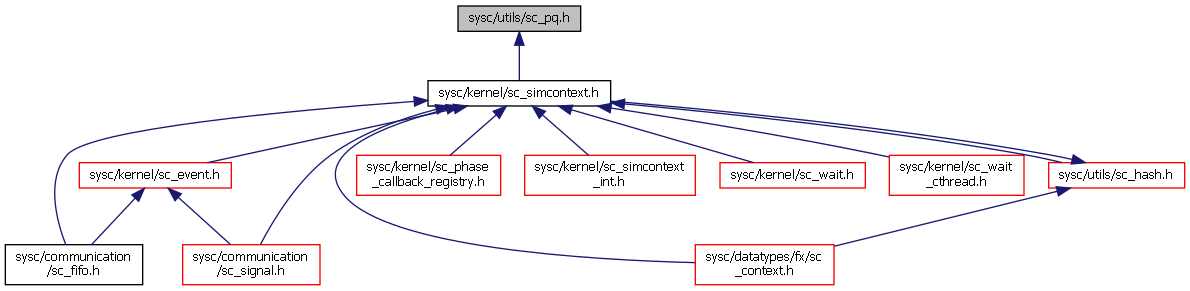 sysc/utils/sc_pq.h
sysc/kernel/sc_simcontext.h
sysc/kernel/sc_event.h
sysc/kernel/sc_phase
_callback_registry.h
sysc/kernel/sc_simcontext
_int.h
sysc/kernel/sc_wait.h
sysc/kernel/sc_wait
_cthread.h
sysc/utils/sc_hash.h
sysc/communication
/sc_fifo.h
sysc/communication
/sc_signal.h
sysc/datatypes/fx/sc
_context.h